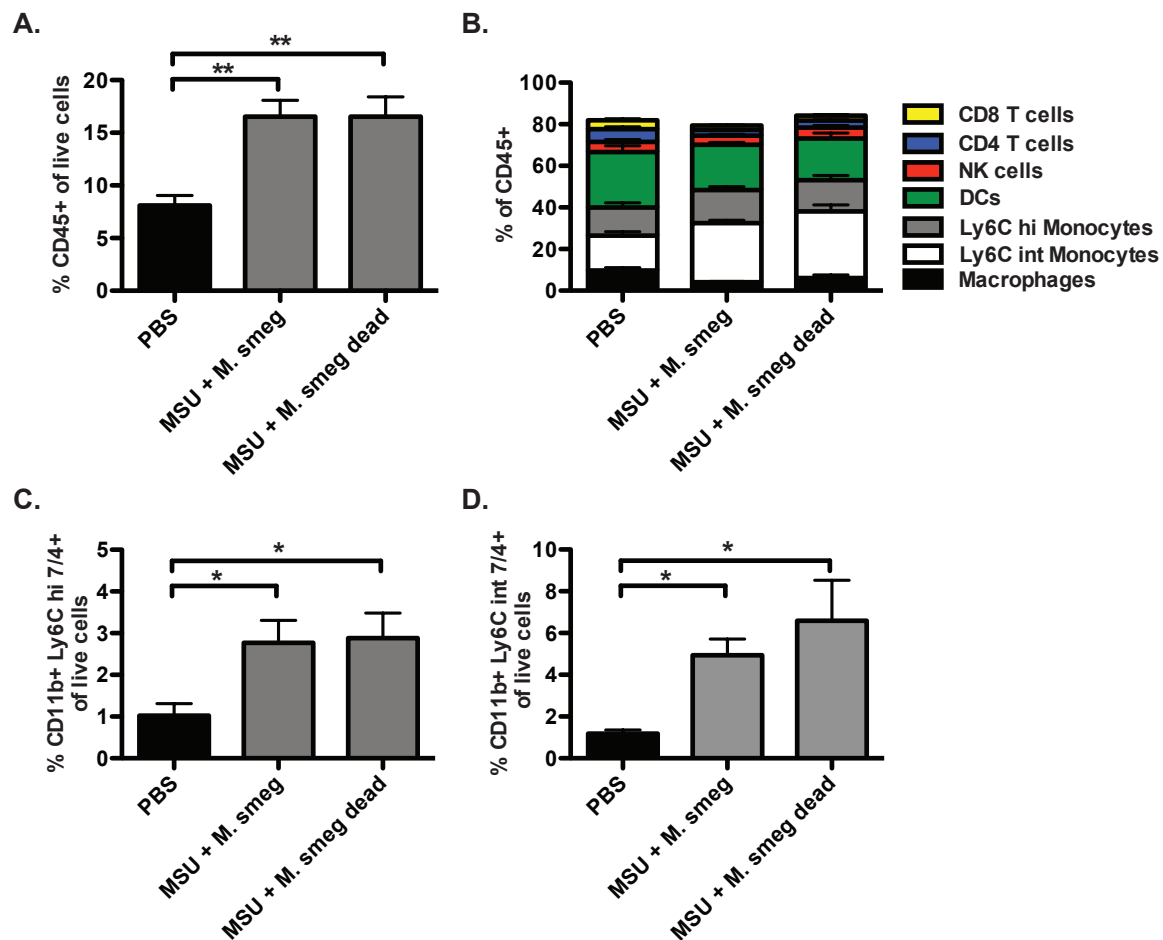 A.
% CD45+ of live cells
20
15
10
5
0
**
**
PBS
MSU + M. smeg
MSU + M. smeg dead
B.
% of CD45+
100
80
60
40
20
0
PBS
MSU + M. smeg
MSU + M. smeg dead
CD8 T cells
CD4 T cells
NK cells
DCs
Ly6C hi Monocytes
Ly6C int Monocytes
Macrophages
C.
% CD11b+ Ly6C hi 7/4+
of live cells
5
4
3
2
1
0
*
*
PBS
MSU + M. smeg
MSU + M. smeg dead
D.
% CD11b+ Ly6C int 7/4+
of live cells
10
8
6
4
2
0
*
*
PBS
MSU + M. smeg
MSU + M. smeg dead